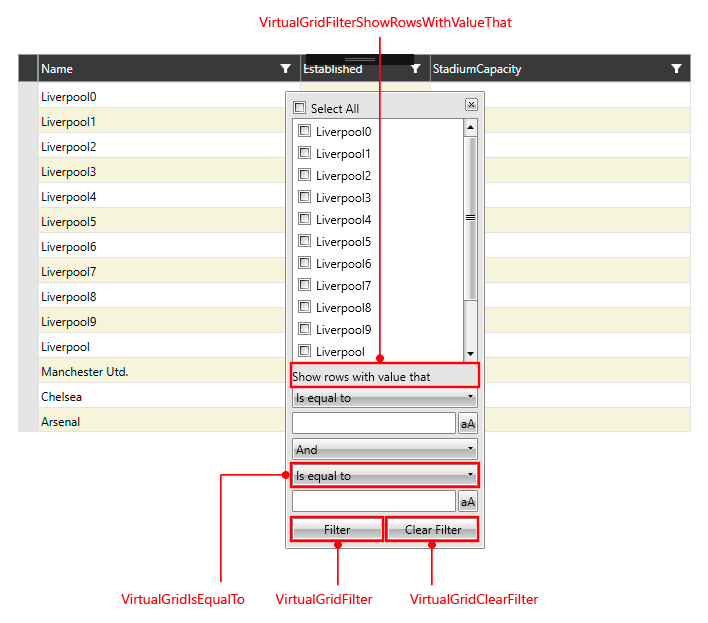 VirtualGridFilterShowRowsWithValueThat
Name Established StadiumCapacity
Liverpool0
Liverpool1
Liverpool2
Liverpool3
Liverpool4
Liverpool5
Liverpool6
Liverpool7
Liverpool8
Liverpool9
Liverpool
Manchester Utd.
Chelsea
Arsenal
Select All
Liverpool0
Liverpool1
Liverpool2
Liverpool3
Liverpool4
Liverpool5
Liverpool6
Liverpool7
Liverpool8
Liverpool9
Liverpool
Show rows with value that
Is equal to
aA
And
Is equal to
aA
Filter Clear Filter
VirtualGridIsEqualTo VirtualGridFilter VirtualGridClearFilter